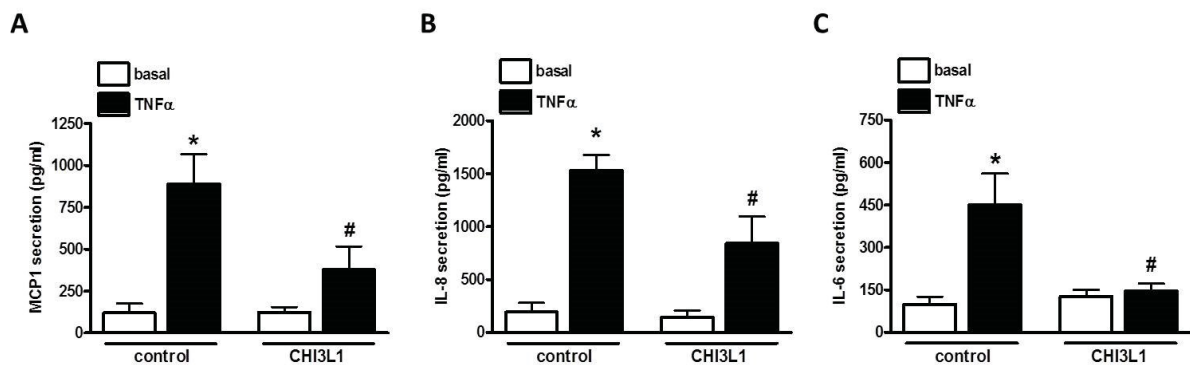 A
basal
TNFα
MCP1 secretion (pg/ml)
1250
1000
750
500
250
0
*
#
control
CHI3L1
B
basal
TNFα
IL-8 secretion (pg/ml)
2000
1500
1000
500
0
*
#
control
CHI3L1
C
basal
TNFα
IL-6 secretion (pg/ml)
750
600
450
300
150
0
*
#
control
CHI3L1